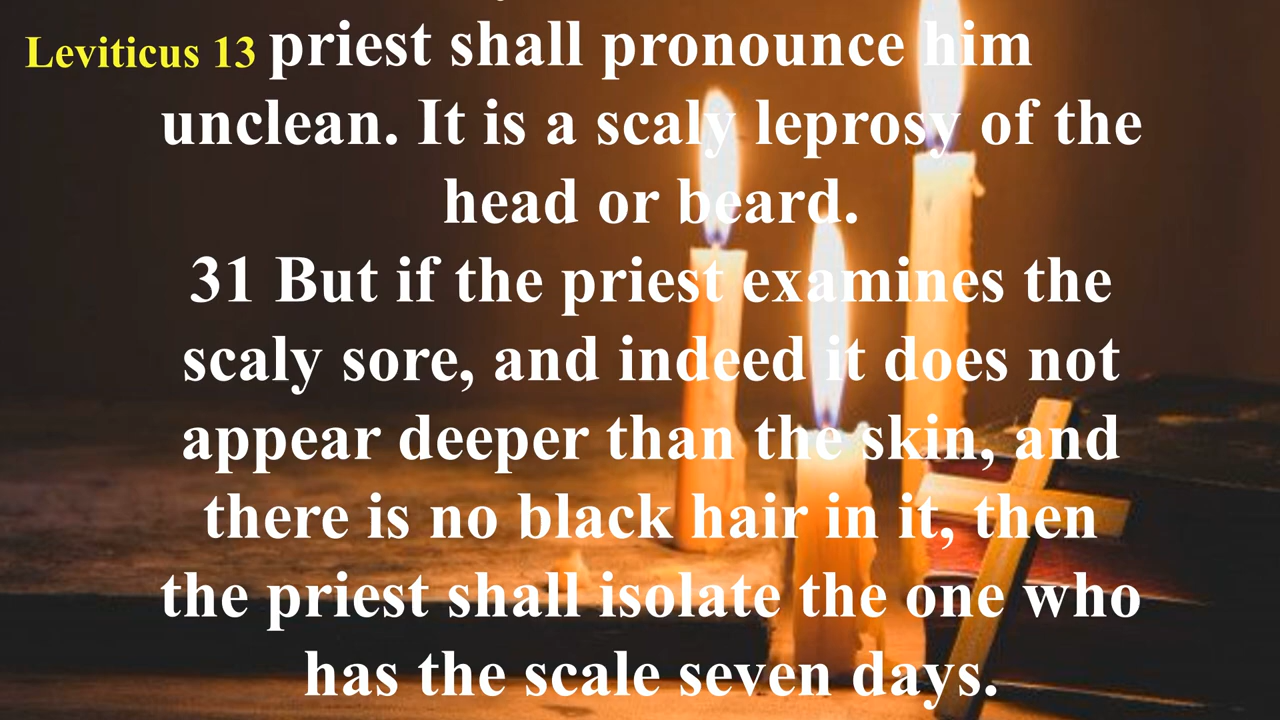 Leviticus 13 priest shall pronounce him
unclean. It is a scaly leprosy of the
head or beard.
31 But if the priest examines the
scaly sore, and indeed it does not
appear deeper than the skin, and
there is no black hair in it, then
the priest shall isolate the one who
has the scale seven days.